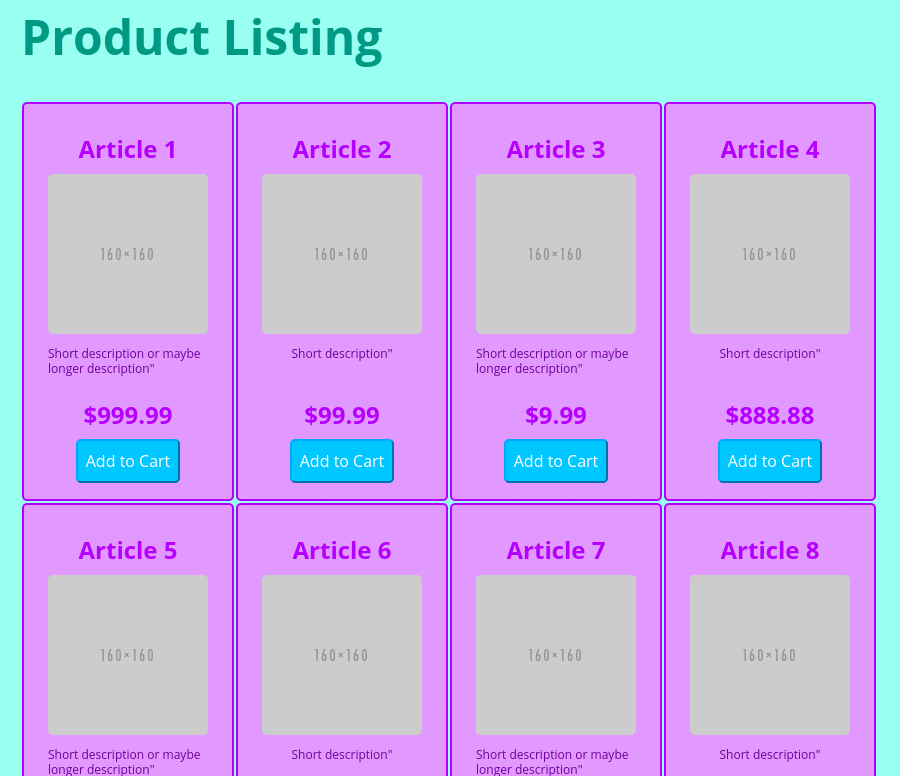 Product Listing
Article 1
Article 2
Article 3
Article 4
160×160
160×160
160×160
160×160
Short description or maybe
longer description"
Short description"
Short description or maybe
longer description"
Short description"
$999.99
$99.99
$9.99
$888.88
Add to Cart
Add to Cart
Add to Cart
Add to Cart
Article 5
Article 6
Article 7
Article 8
160×160
160×160
160×160
160×160
Short description or maybe
longer description"
Short description"
Short description or maybe
longer description"
Short description"